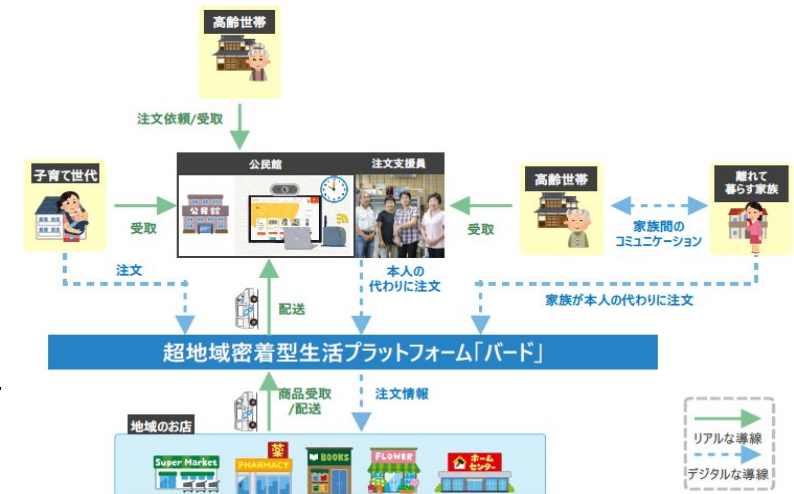 高齢世帯
注文依頼/受取
公民館
注文支援員
子育て世代
公民館
高齢世帯
離れて
暮らす家族
受取
受取
家族間の
コミュニケーション
注文
本人の
代わりに注文
家族が本人の代わりに注文
配送
超地域密着型生活プラットフォーム「バード」
商品受取
/配送
注文情報
地域のお店
Super Market
薬
PHARMACY
BOOKS
FLOWER
ホーム
センター
リアルな導線
デジタルな導線